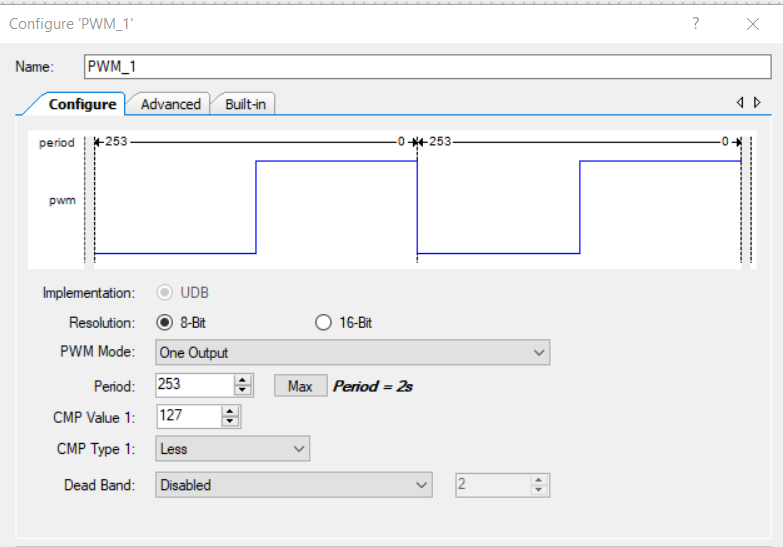 Configure 'PWM_1'
?
Name: PWM_1
Configure Advanced Built-in
period 253 0 253 0
pwm
Implementation: UDB
Resolution: 8-Bit 16-Bit
PWM Mode: One Output
Period: 253 Max Period = 2s
CMP Value 1: 127
CMP Type 1: Less
Dead Band: Disabled 2